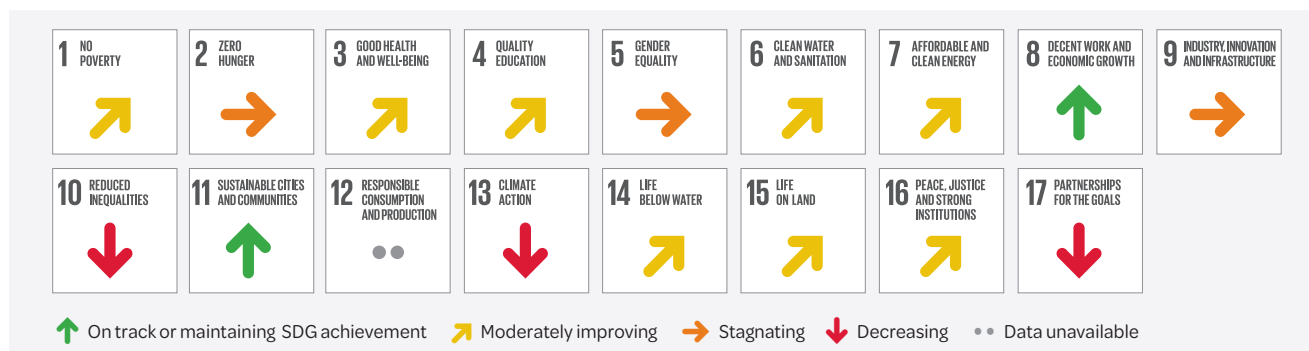 1 NO
POVERTY
2 ZERO
HUNGER
3 GOOD HEALTH
AND WELL-BEING
4 QUALITY
EDUCATION
5 GENDER
EQUALITY
6 CLEAN WATER
AND SANITATION
7 AFFORDABLE AND
CLEAN ENERGY
8 DECENT WORK AND
ECONOMIC GROWTH
9 INDUSTRY, INNOVATION
AND INFRASTRUCTURE
10 REDUCED
INEQUALITIES
11 SUSTAINABLE CITIES
AND COMMUNITIES
12 RESPONSIBLE
CONSUMPTION
AND PRODUCTION
13 CLIMATE
ACTION
14 LIFE
BELOW WATER
15 LIFE
ON LAND
16 PEACE, JUSTICE
AND STRONG
INSTITUTIONS
17 PARTNERSHIPS
FOR THE GOALS
On track or maintaining SDG achievement
Moderately improving
Stagnating
Decreasing
Data unavailable